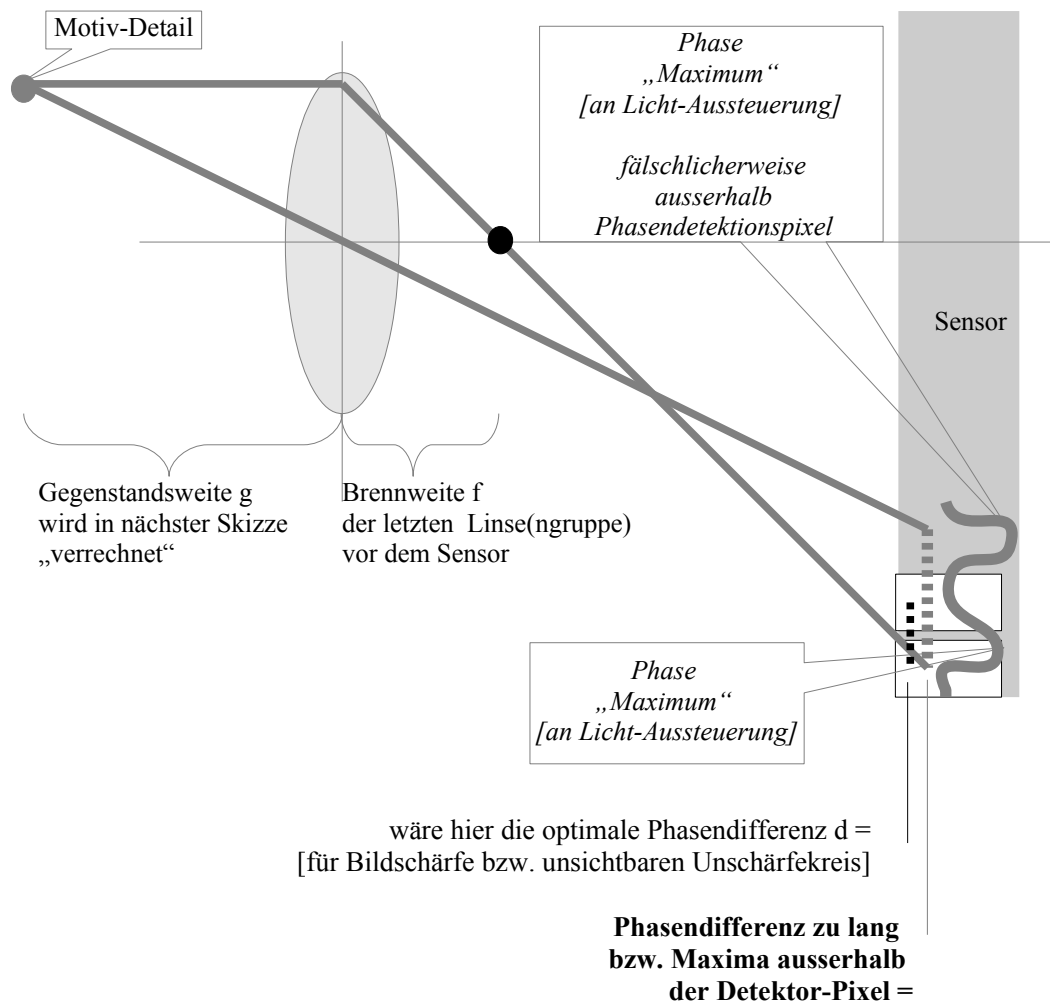 Motiv-Detail
Phase
„Maximum“
[an Licht-Aussteuerung]
fälschlicherweise
ausserhalb
Phasendetektionspixel
Sensor
Gegenstandsweite g
wird in nächster Skizze
„verrechnet“
Brennweite f
der letzten Linse(ngruppe)
vor dem Sensor
Phase
„Maximum“
[an Licht-Aussteuerung]
wäre hier die optimale Phasendifferenz d =
[für Bildschärfe bzw. unsichtbaren Unschärfekreis]
Phasendifferenz zu lang
bzw. Maxima ausserhalb
der Detektor-Pixel =